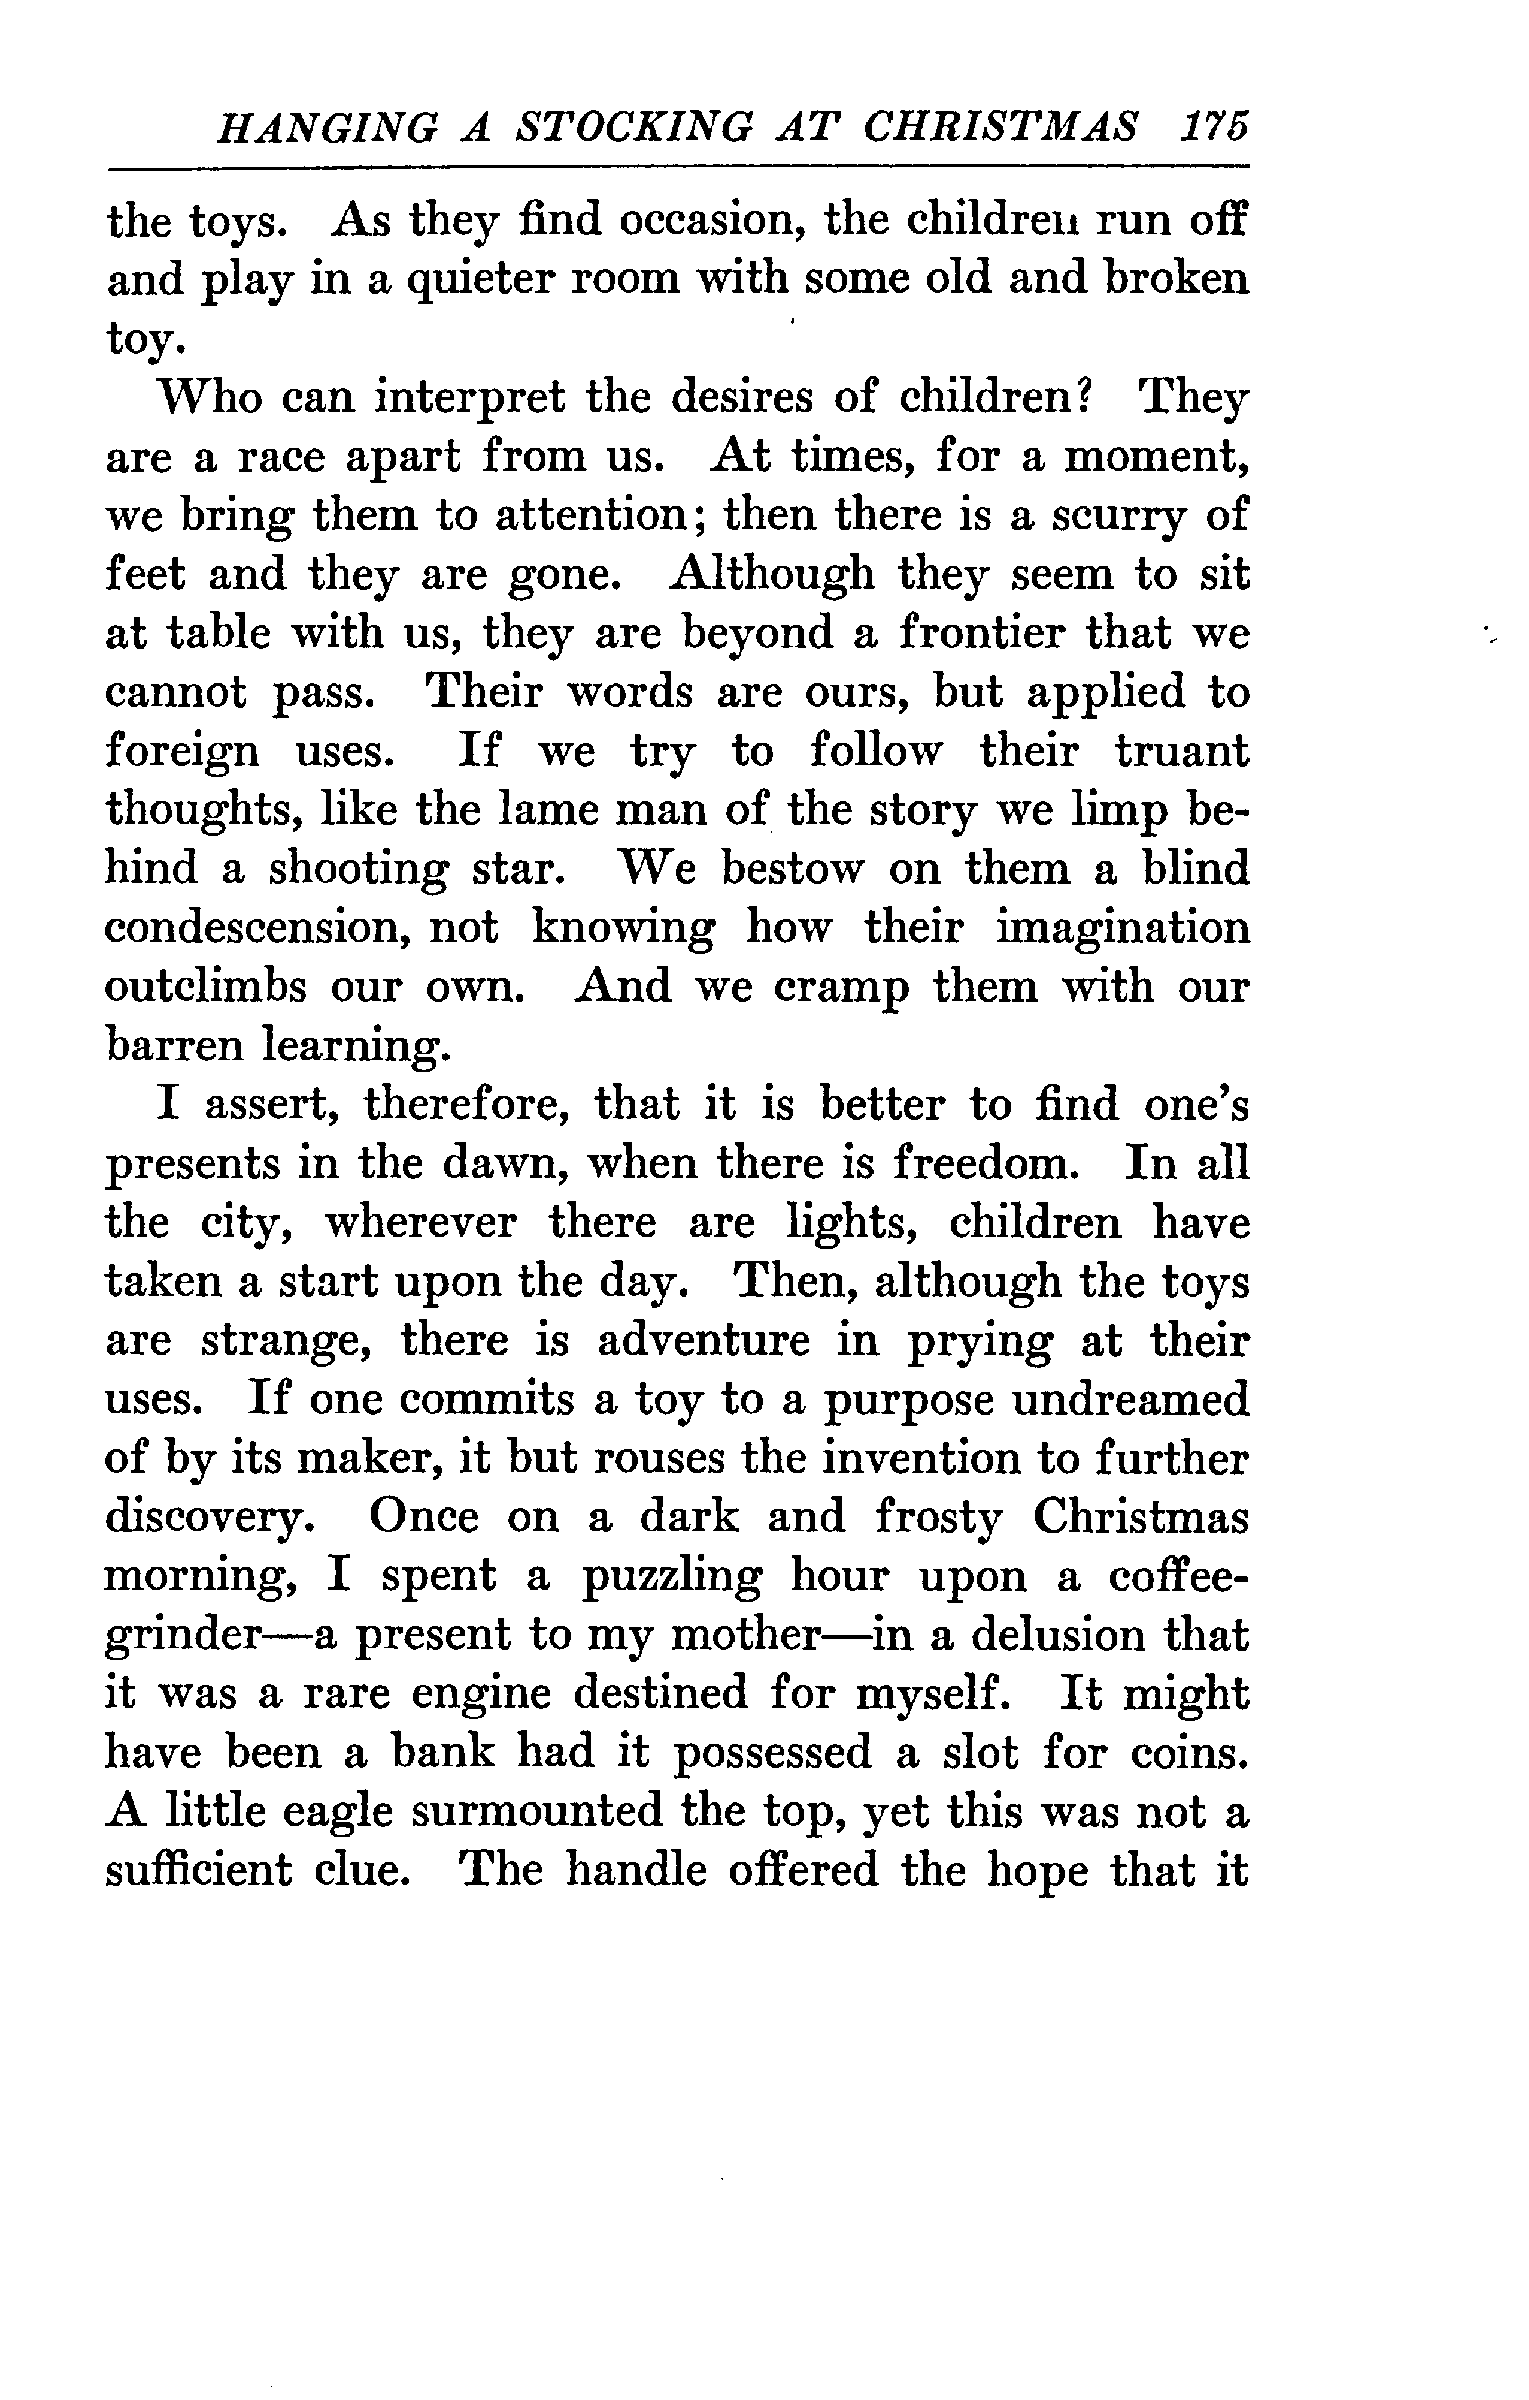 HANGING A STOCKING AT CHRISTMAS 175
the toys. As they find occasion, the children run off
and play in a quieter room with some old and broken
toy.
Who can interpret the desires of children? They
are a race apart from us. At times, for a moment,
we bring them to attention; then there is a scurry of
feet and they are gone. Although they seem to sit
at table with us, they are beyond a frontier that we
cannot pass. Their words are ours, but applied to
foreign uses. If we try to follow their truant
thoughts, like the lame man of the story we limp be-
hind a shooting star. We bestow on them a blind
condescension, not knowing how their imagination
outclimbs our own. And we cramp them with our
barren learning.
I assert, therefore, that it is better to find one's
presents in the dawn, when there is freedom. In all
the city, wherever there are lights, children have
taken a start upon the day. Then, although the toys
are strange, there is adventure in prying at their
uses. If one commits a toy to a purpose undreamed
of by its maker, it but rouses the invention to further
discovery. Once on a dark and frosty Christmas
morning, I spent a puzzling hour upon a coffee-
grinder—a present to my mother—in a delusion that
it was a rare engine destined for myself. It might
have been a bank had it possessed a slot for coins.
A little eagle surmounted the top, yet this was not a
sufficient clue. The handle offered the hope that it